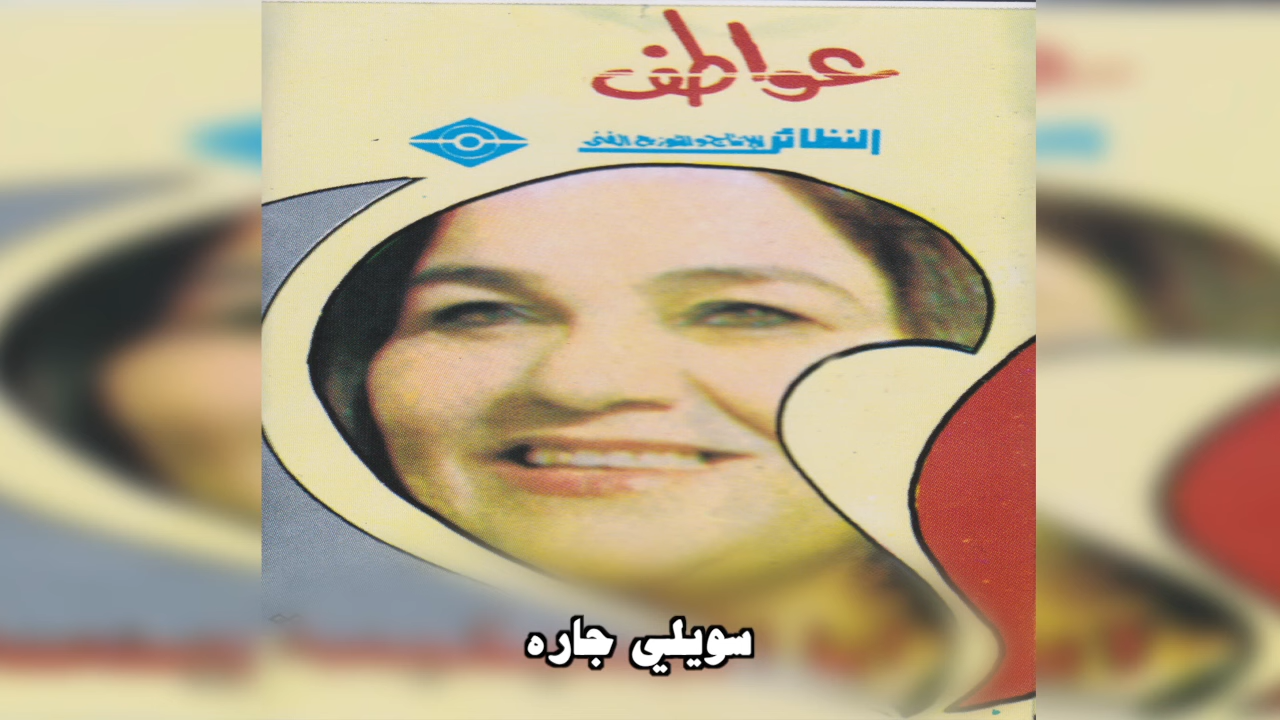 عواطف
النظائر للإنتاج والتوزيع الفني
سويلي جاره